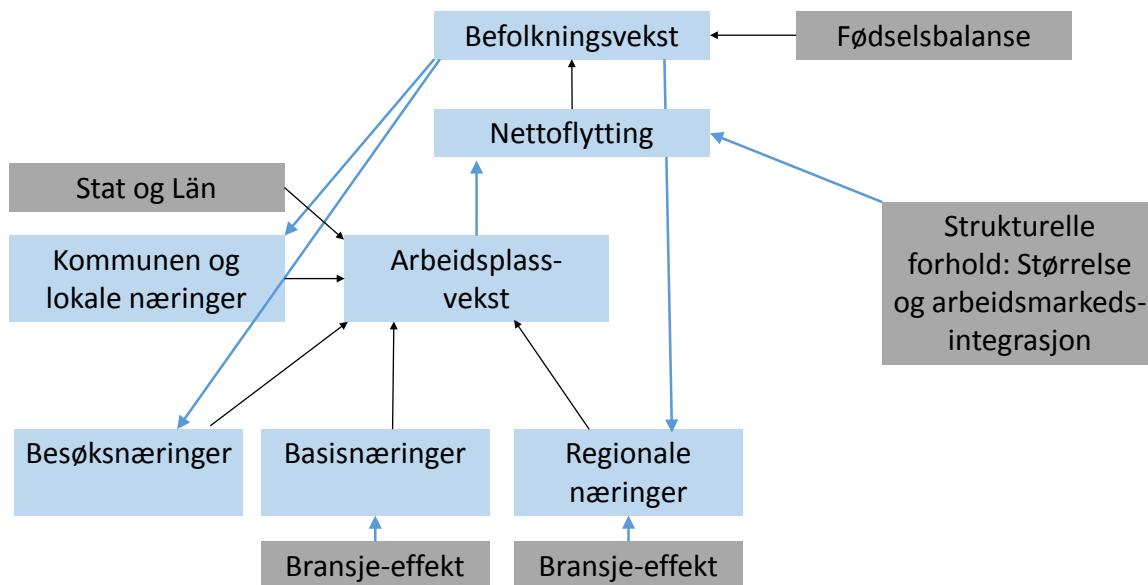 Befolkningsvekst
Fødselsbalanse
Nettoflytting
Stat og Län
Kommunen og
lokale næringer
Arbeidsplass-
vekst
Strukturelle
forhold: Størrelse
og arbeidsmarkeds-
integrasjon
Besøksnæringer
Basisnæringer
Regionale
næringer
Bransje-effekt
Bransje-effekt